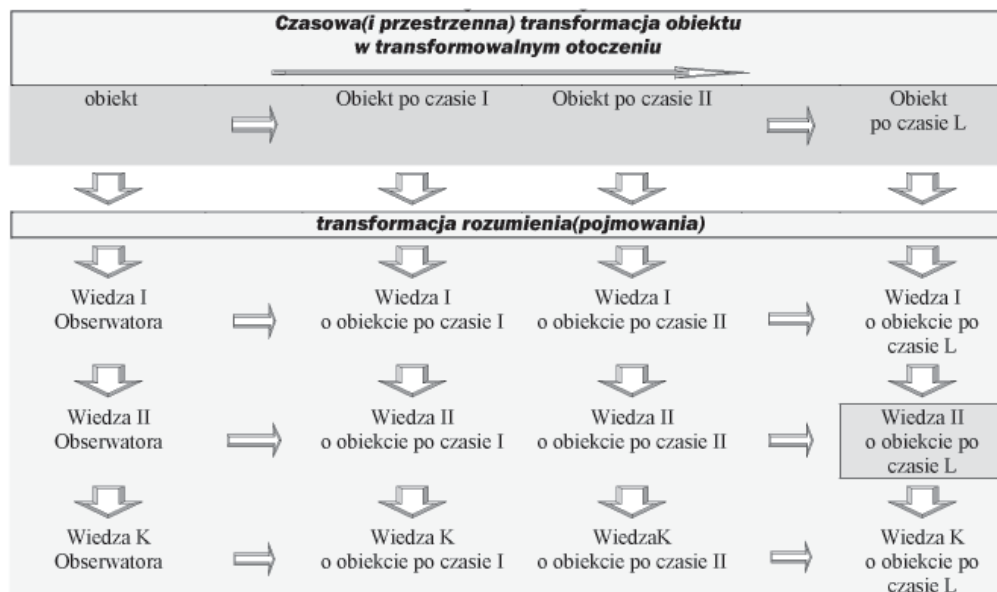 Czasowa(i przestrzenna) transformacja obiektu
w transformowalnym otoczeniu
obiekt
Obiekt po czasie I
Obiekt po czasie II
Obiekt
po czasie L
transformacja rozumienia(pojmowania)
Wiedza I
Obserwatora
Wiedza I
o obiekcie po czasie I
Wiedza I
o obiekcie po czasie II
Wiedza I
o obiekcie po
czasie L
Wiedza II
Obserwatora
Wiedza II
o obiekcie po czasie I
Wiedza II
o obiekcie po czasie II
Wiedza II
o obiekcie po
czasie L
Wiedza K
Obserwatora
Wiedza K
o obiekcie po czasie I
WiedzaK
o obiekcie po czasie II
Wiedza K
o obiekcie po
czasie L